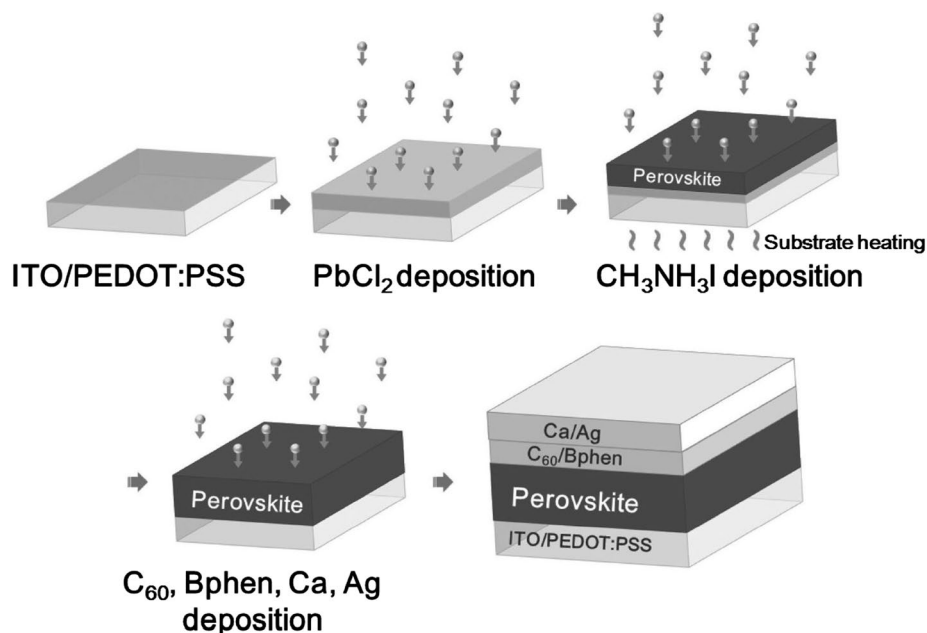 Perovskite
Substrate heating
ITO/PEDOT:PSS
PbCl₂ deposition
CH₃NH₃I deposition
Perovskite
C₆₀, Bphen, Ca, Ag
deposition
Ca/Ag
C₆₀/Bphen
Perovskite
ITO/PEDOT:PSS